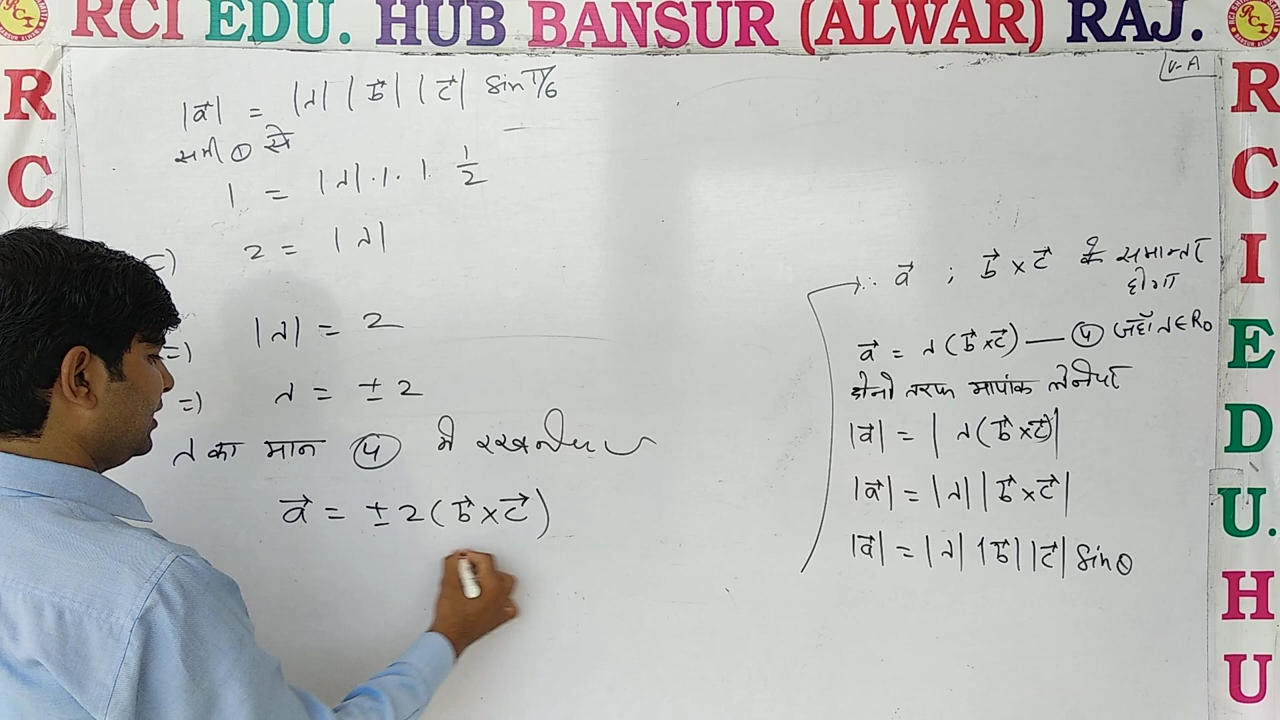 RCI EDU. HUB BANSUR (ALWAR) RAJ.
R
C
|a⃗| = |λ| |b⃗| |c⃗| sin π/6
समी ① से
1 = |λ|.1.1. 1/2
2 = |λ|
=) |λ| = 2
=) λ = ±2
λ का मान ④ में रखने पर
a⃗ = ±2(b⃗×c⃗)
∴ a⃗ ; b⃗×c⃗ के समान्तर
होगा
a⃗ = λ(b⃗×c⃗) — ④ जहाँ λ∈R₀
दोनो तरफ मापांक लेने पर
|a⃗| = |λ(b⃗×c⃗)|
|a⃗| = |λ| |b⃗×c⃗|
|a⃗| = |λ| |b⃗| |c⃗| sinθ
R
C
I
E
D
U.
H
U